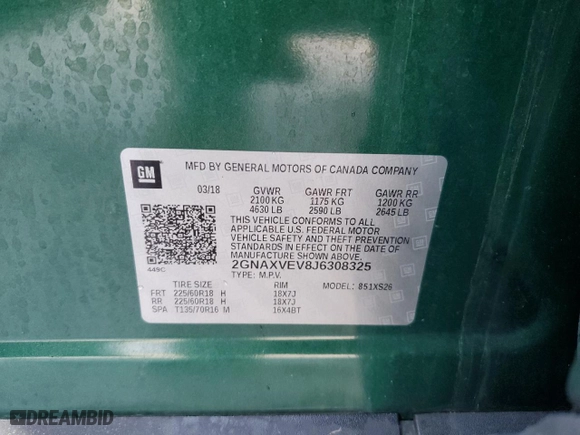 GM
MFD BY GENERAL MOTORS OF CANADA COMPANY
03/18 GVWR GAWR FRT GAWR RR
2100 KG 1175 KG 1200 KG
4630 LB 2590 LB 2645 LB
THIS VEHICLE CONFORMS TO ALL
APPLICABLE U.S. FEDERAL MOTOR
VEHICLE SAFETY AND THEFT PREVENTION
STANDARDS IN EFFECT ON THE DATE OF
MANUFACTURE SHOWN ABOVE.
449C
2GNAXVEV8J6308325
TYPE: M.P.V. MODEL: 851XS26
TIRE SIZE RIM
FRT 225/60R18 H 18X7J
RR 225/60R18 H 18X7J
SPA T135/70R16 M 16X4BT
DREAMBID